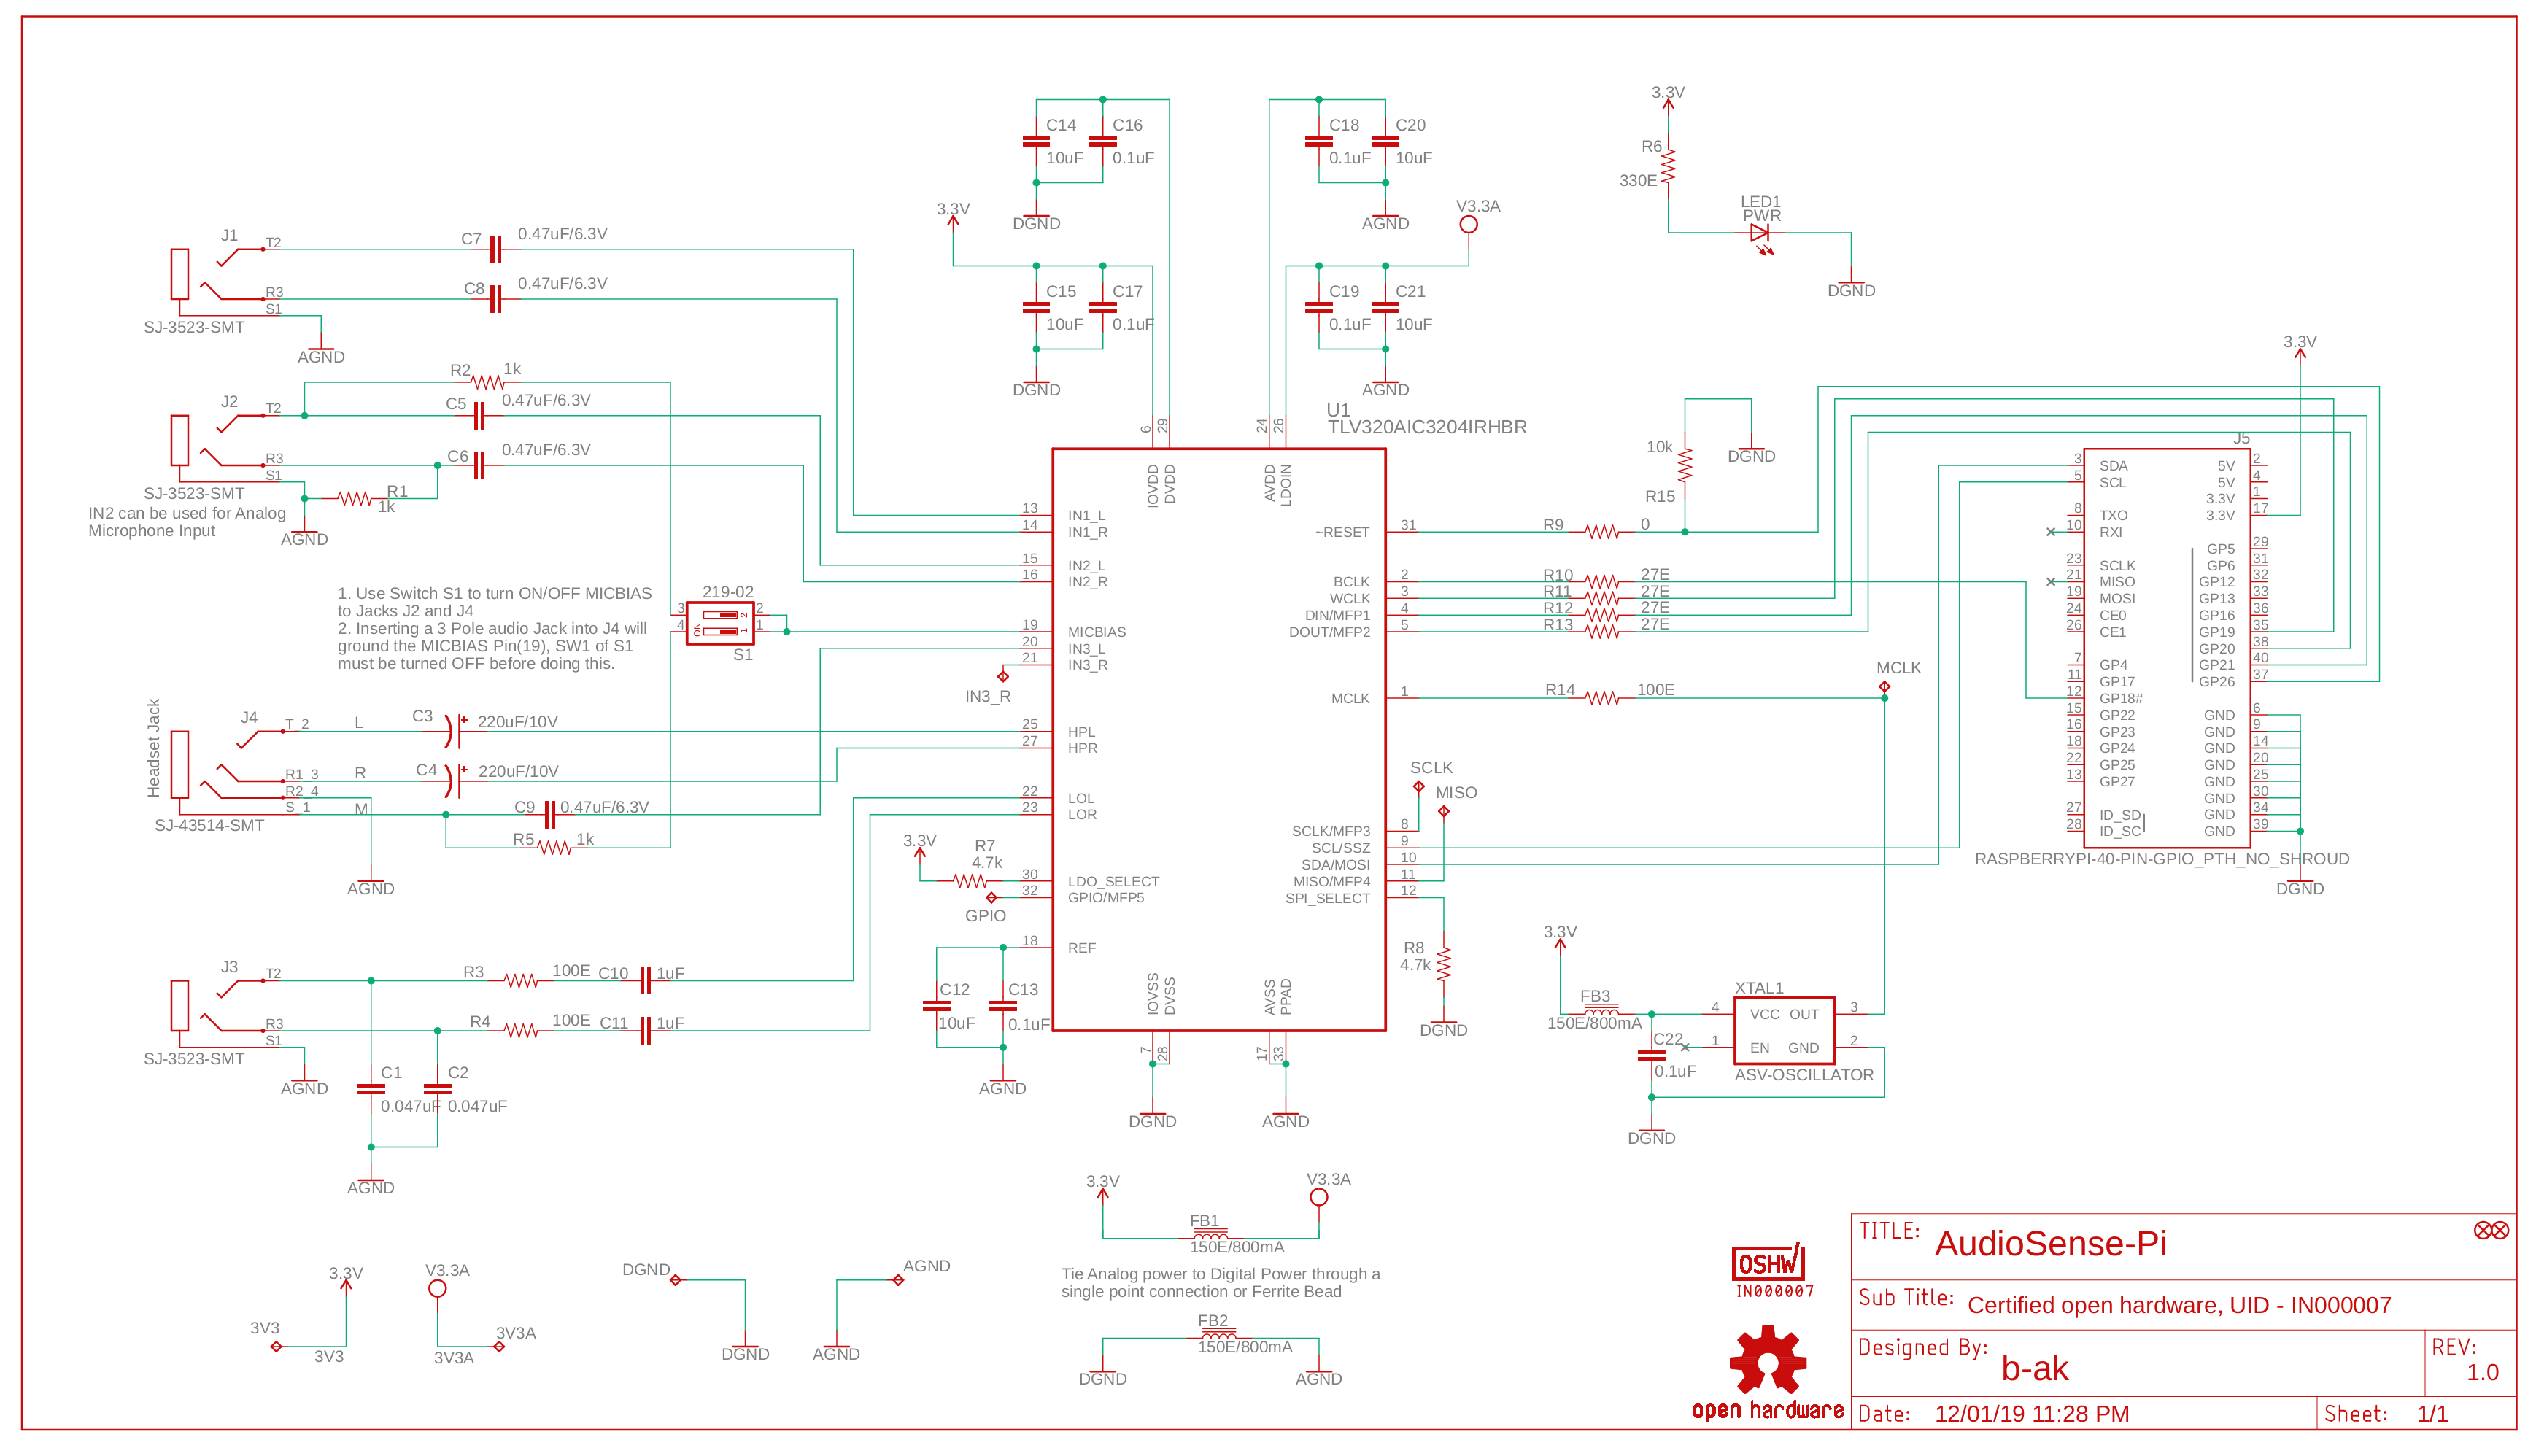 3.3V
R6
330E
LED1
PWR
DGND
C14
10uF
C16
0.1uF
DGND
C18
0.1uF
C20
10uF
AGND
3.3V
V3.3A
C15
10uF
C17
0.1uF
DGND
C19
0.1uF
C21
10uF
AGND
J1
T2
R3
S1
SJ-3523-SMT
AGND
C7
0.47uF/6.3V
C8
0.47uF/6.3V
R2
1k
J2
T2
R3
S1
SJ-3523-SMT
C5
0.47uF/6.3V
C6
0.47uF/6.3V
R1
1k
AGND
IN2 can be used for Analog
Microphone Input
1. Use Switch S1 to turn ON/OFF MICBIAS
to Jacks J2 and J4
2. Inserting a 3 Pole audio Jack into J4 will
ground the MICBIAS Pin(19), SW1 of S1
must be turned OFF before doing this.
219-02
3
4
ON
2
1
2
1
S1
Headset Jack
J4
T 2
R1 3
R2 4
S 1
SJ-43514-SMT
L
R
M
C3
220uF/10V
C4
220uF/10V
C9
0.47uF/6.3V
R5
1k
AGND
J3
T2
R3
S1
SJ-3523-SMT
AGND
R3
100E
C10
1uF
R4
100E
C11
1uF
C1
0.047uF
C2
0.047uF
AGND
U1
TLV320AIC3204IRHBR
6
29
24
26
IOVDD
DVDD
AVDD
LDOIN
13 IN1_L
14 IN1_R
15 IN2_L
16 IN2_R
19 MICBIAS
20 IN3_L
21 IN3_R
IN3_R
25 HPL
27 HPR
22 LOL
23 LOR
3.3V
R7
4.7k
30 LDO_SELECT
32 GPIO/MFP5
GPIO
18 REF
C12
10uF
C13
0.1uF
AGND
IOVSS
DVSS
AVSS
PPAD
7
28
17
33
DGND
AGND
~RESET 31
BCLK 2
WCLK 3
DIN/MFP1 4
DOUT/MFP2 5
MCLK 1
SCLK/MFP3 8
SCL/SSZ 9
SDA/MOSI 10
MISO/MFP4 11
SPI_SELECT 12
R9 0
10k
R15
DGND
R10 27E
R11 27E
R12 27E
R13 27E
R14 100E
MCLK
SCLK
MISO
R8
4.7k
DGND
3.3V
FB3
150E/800mA
C22
0.1uF
DGND
XTAL1
4 VCC OUT 3
1 EN GND 2
ASV-OSCILLATOR
3.3V
J5
3 SDA
5 SCL
8 TXO
10 RXI
23 SCLK
21 MISO
19 MOSI
24 CE0
26 CE1
7 GP4
11 GP17
12 GP18#
15 GP22
16 GP23
18 GP24
22 GP25
13 GP27
27 ID_SD
28 ID_SC
5V 2
5V 4
3.3V 1
3.3V 17
GP5 29
GP6 31
GP12 32
GP13 33
GP16 36
GP19 35
GP20 38
GP21 40
GP26 37
GND 6
GND 9
GND 14
GND 20
GND 25
GND 30
GND 34
GND 39
RASPBERRYPI-40-PIN-GPIO_PTH_NO_SHROUD
DGND
3.3V
V3.3A
FB1
150E/800mA
Tie Analog power to Digital Power through a
single point connection or Ferrite Bead
FB2
150E/800mA
DGND
AGND
3.3V
3V3
3V3
V3.3A
3V3A
3V3A
DGND
DGND
AGND
AGND
OSHW
IN000007
open hardware
TITLE: AudioSense-Pi
Sub Title: Certified open hardware, UID - IN000007
Designed By: b-ak
REV: 1.0
Date: 12/01/19 11:28 PM
Sheet: 1/1